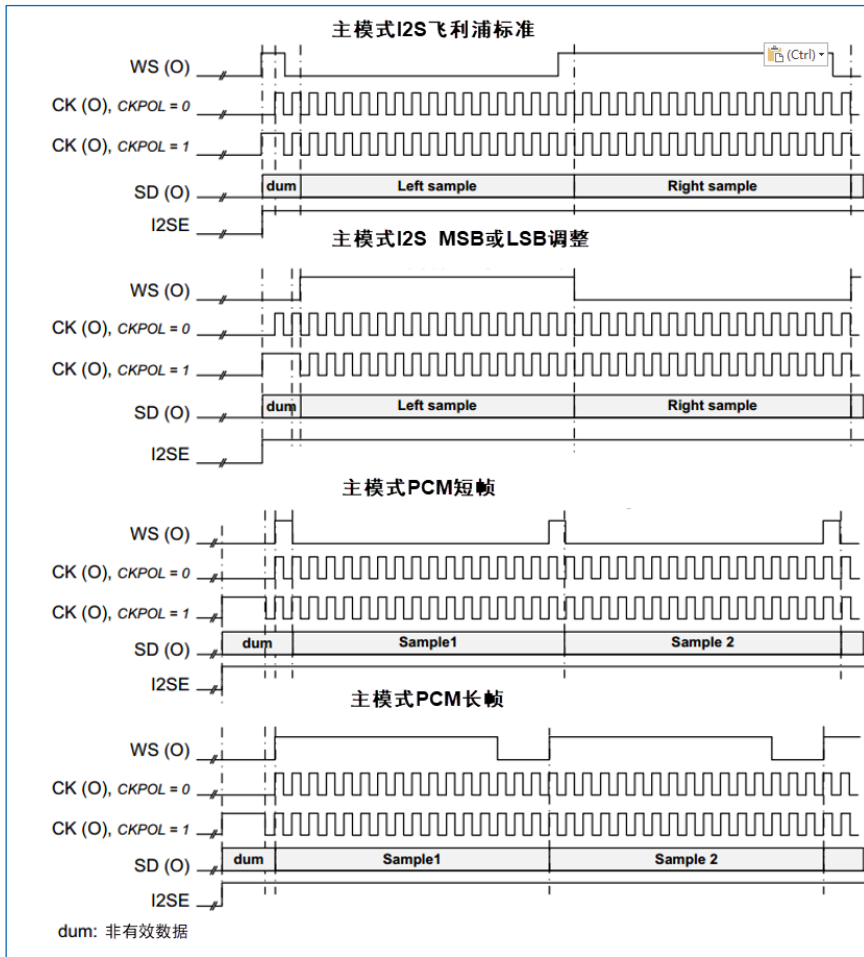 主模式I2S飞利浦标准
(Ctrl)
WS (O)
CK (O), CKPOL = 0
CK (O), CKPOL = 1
SD (O) dum Left sample Right sample
I2SE
主模式I2S MSB或LSB调整
WS (O)
CK (O), CKPOL = 0
CK (O), CKPOL = 1
SD (O) dum Left sample Right sample
I2SE
主模式PCM短帧
WS (O)
CK (O), CKPOL = 0
CK (O), CKPOL = 1
SD (O) dum Sample1 Sample 2
I2SE
主模式PCM长帧
WS (O)
CK (O), CKPOL = 0
CK (O), CKPOL = 1
SD (O) dum Sample1 Sample 2
I2SE
dum: 非有效数据